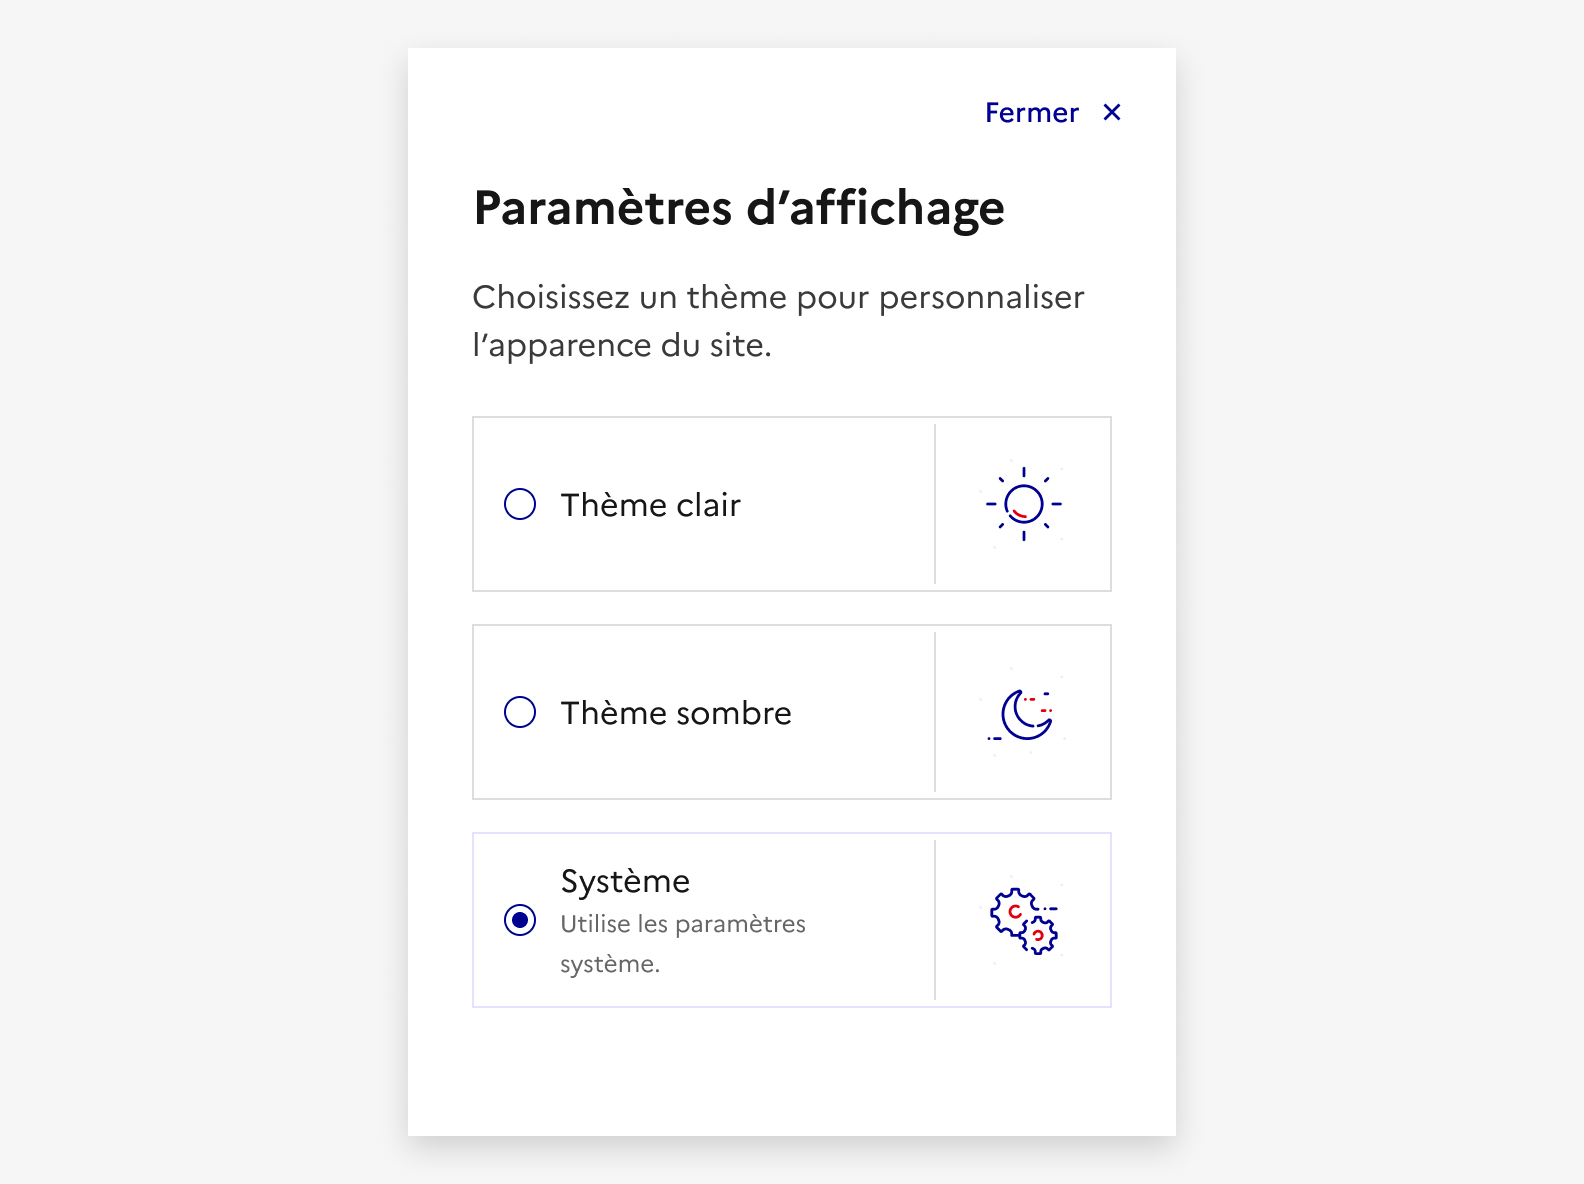 Fermer ×
Paramètres d’affichage
Choisissez un thème pour personnaliser
l’apparence du site.
Thème clair
Thème sombre
Système
Utilise les paramètres
système.